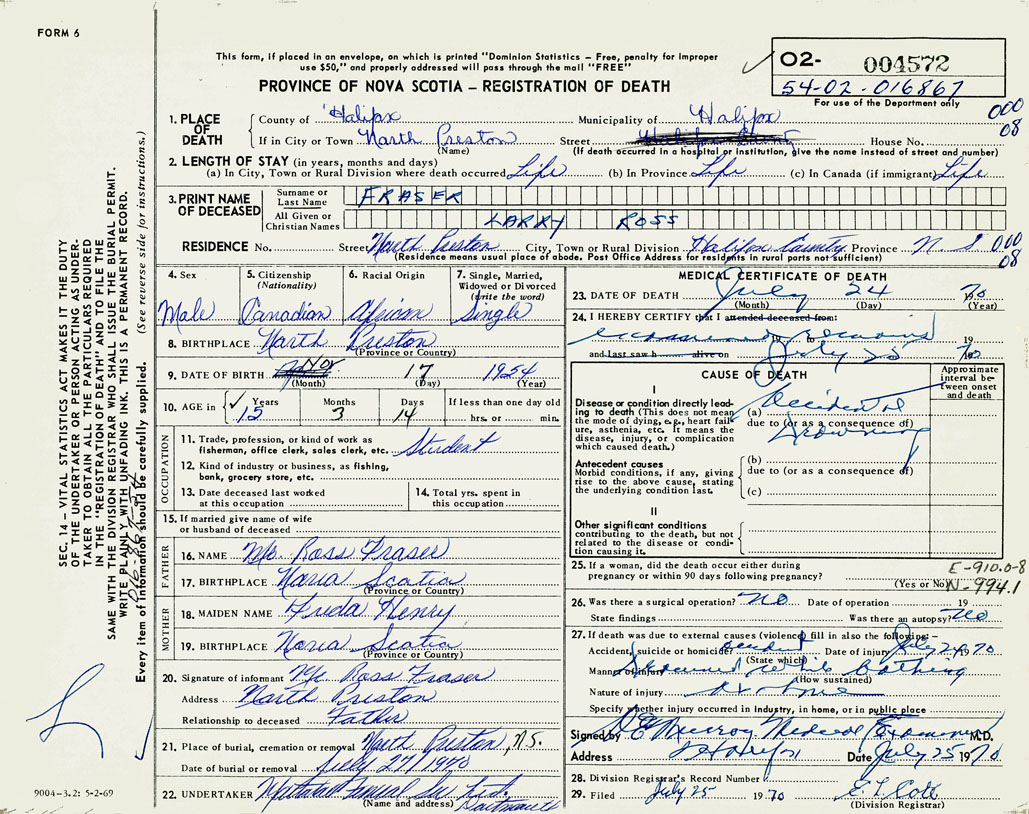 FORM 6
This form, if placed in an envelope, on which is printed "Dominion Statistics – Free, penalty for improper
use $50," and properly addressed will pass through the mail "FREE"
02- 004572
54-02-016867
For use of the Department only
PROVINCE OF NOVA SCOTIA – REGISTRATION OF DEATH
000
08
1. PLACE OF DEATH
County of Halifax Municipality of Halifax
If in City or Town North Preston Street Halifax County House No.
(Name) (If death occurred in a hospital or institution, give the name instead of street and number)
2. LENGTH OF STAY (in years, months and days)
(a) In City, Town or Rural Division where death occurred Life (b) In Province Life (c) In Canada (if immigrant) Life
3. PRINT NAME OF DECEASED
Surname or Last Name FRASER
All Given or Christian Names LARRY ROSS
RESIDENCE No. Street North Preston City, Town or Rural Division Halifax County Province N. S 000
08
(Residence means usual place of abode. Post Office Address for residents in rural parts not sufficient)
4. Sex Male
5. Citizenship (Nationality) Canadian
6. Racial Origin African
7. Single, Married, Widowed or Divorced (write the word) Single
8. BIRTHPLACE North Preston
(Province or Country)
9. DATE OF BIRTH Nov 17 1954
(Month) (Day) (Year)
10. AGE in Years 15 Months 3 Days 14 If less than one day old hrs. or min.
OCCUPATION
11. Trade, profession, or kind of work as fisherman, office clerk, sales clerk, etc. Student
12. Kind of industry or business, as fishing, bank, grocery store, etc.
13. Date deceased last worked at this occupation
14. Total yrs. spent in this occupation
15. If married give name of wife or husband of deceased
FATHER
16. NAME Mr. Ross Fraser
17. BIRTHPLACE Nova Scotia
(Province or Country)
MOTHER
18. MAIDEN NAME Freda Henry
19. BIRTHPLACE Nova Scotia
(Province or Country)
20. Signature of informant Mr. Ross Fraser
Address North Preston
Relationship to deceased Father
21. Place of burial, cremation or removal North Preston, N.S.
Date of burial or removal July 27/1970
22. UNDERTAKER Funeral Ltd.
(Name and address) Dartmouth
MEDICAL CERTIFICATE OF DEATH
23. DATE OF DEATH July 24 70
(Month) (Day) (Year)
24. I HEREBY CERTIFY that I attended deceased from:
19 to
and last saw h alive on July 25 1970
CAUSE OF DEATH
Approximate interval between onset and death
I
Disease or condition directly leading to death (This does not mean the mode of dying, e.g., heart failure, asthenia, etc. It means the disease, injury, or complication which caused death.)
(a) Accidental
due to (or as a consequence of)
Drowning
Antecedent causes
Morbid conditions, if any, giving rise to the above cause, stating the underlying condition last.
(b)
due to (or as a consequence of)
(c)
II
Other significant conditions contributing to the death, but not related to the disease or condition causing it.
25. If a woman, did the death occur either during pregnancy or within 90 days following pregnancy?
(Yes or No)
E-910.0-8
N-994.1
26. Was there a surgical operation? No Date of operation 19
State findings Was there an autopsy? No
27. If death was due to external causes (violence) fill in also the following:–
Accident, suicide or homicide? Accident Date of injury July 24 1970
(State which)
Manner of injury Drowned while Bathing
(How sustained)
Nature of injury
Specify whether injury occurred in industry, in home, or in public place
Signed by Murray Medical Examiner M.D.
Address Halifax Date July 25 1970
28. Division Registrar's Record Number
29. Filed July 25 1970
(Division Registrar)
SEC. 14 – VITAL STATISTICS ACT MAKES IT THE DUTY
OF THE UNDERTAKER OR PERSON ACTING AS UNDER-
TAKER TO OBTAIN ALL THE PARTICULARS REQUIRED
IN THE "REGISTRATION OF DEATH" AND TO FILE THE
SAME WITH THE DIVISION REGISTRAR WHO SHALL ISSUE THE BURIAL PERMIT.
WRITE PLAINLY WITH UNFADING INK. THIS IS A PERMANENT RECORD.
Every item of information should be carefully supplied. (See reverse side for instructions.)
9004-3.2: 5-2-69